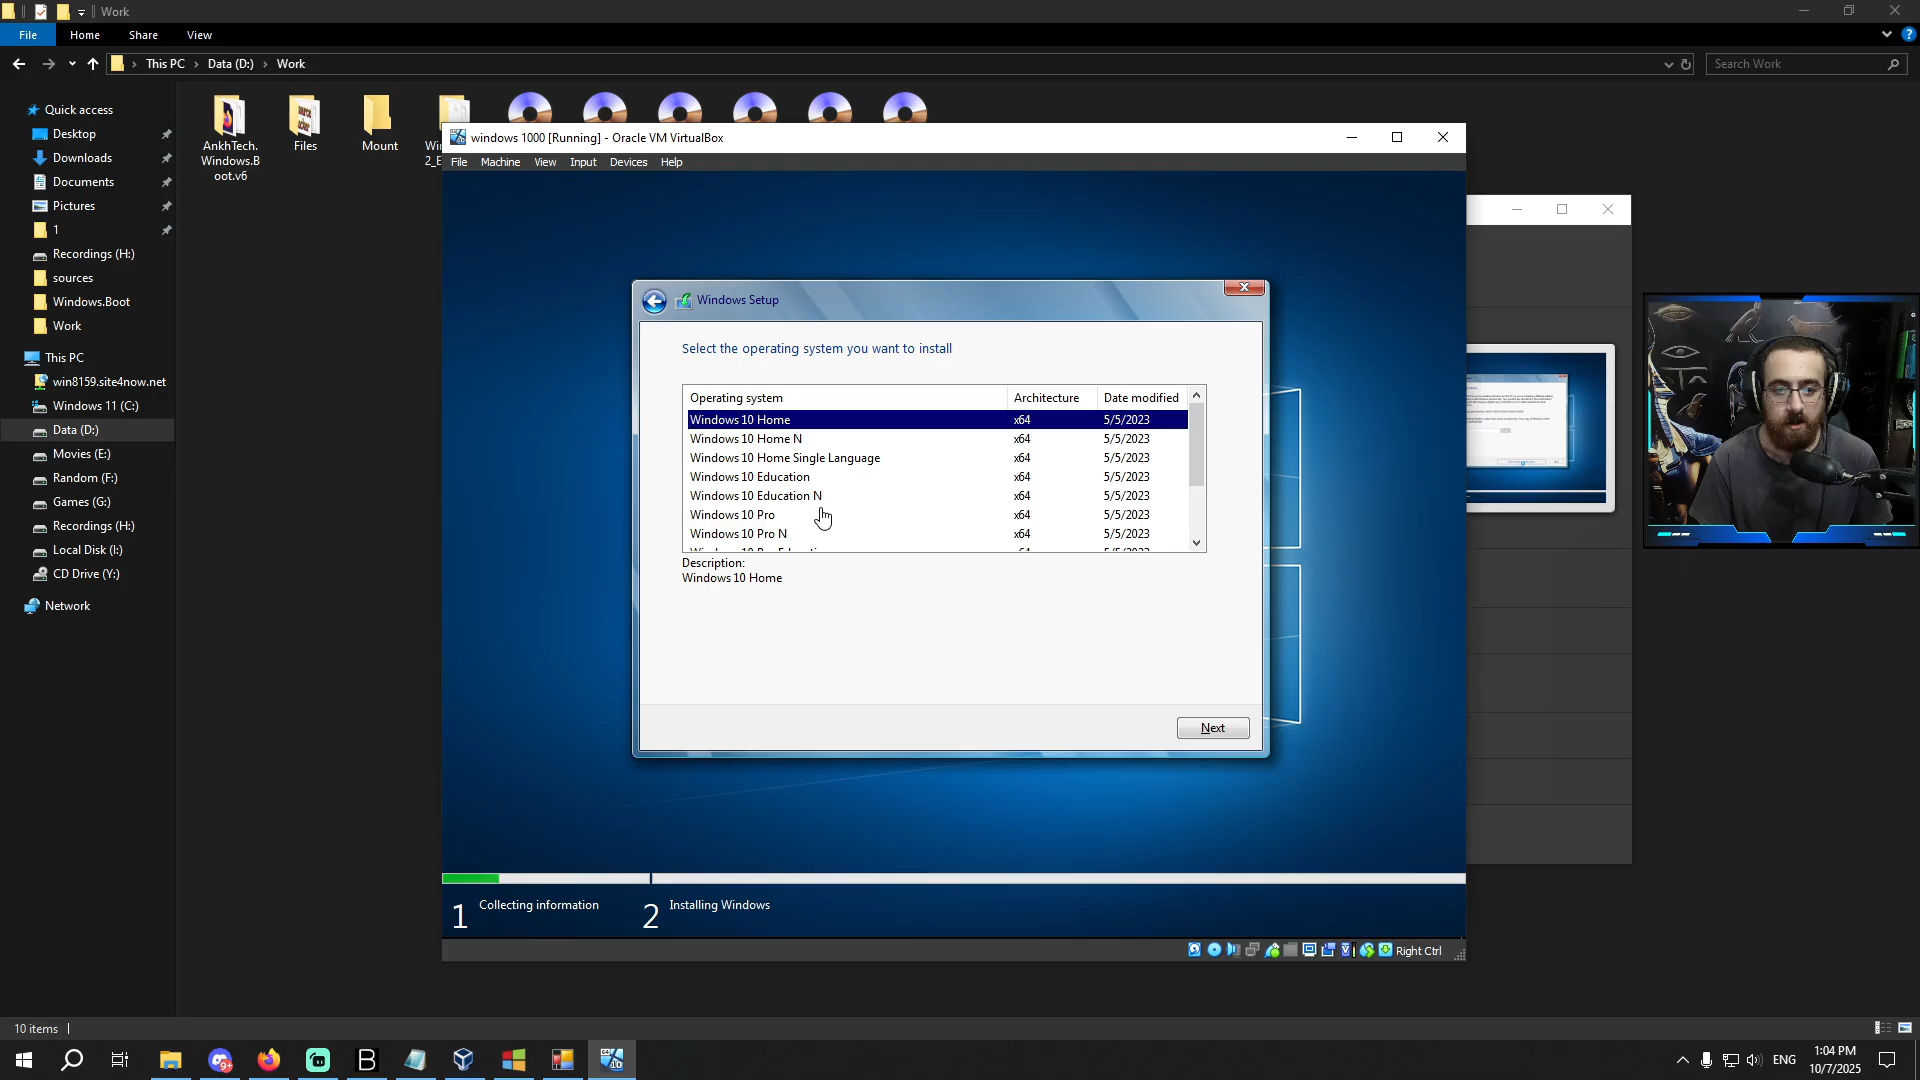 Work
File
Home
Share
View
This PC
Data (D:)
Work
Search Work
Quick access
Desktop
Downloads
Documents
Pictures
1
Recordings (H:)
sources
Windows.Boot
Work
This PC
win8159.site4now.net
Windows 11 (C:)
Data (D:)
Movies (E:)
Random (F:)
Games (G:)
Recordings (H:)
Local Disk (I:)
CD Drive (Y:)
Network
AnkhTech.
Windows.B
oot.v6
Files
Mount
windows 1000 [Running] - Oracle VM VirtualBox
File
Machine
View
Input
Devices
Help
Windows Setup
Select the operating system you want to install
Operating system
Architecture
Date modified
Windows 10 Home x64 5/5/2023
Windows 10 Home N x64 5/5/2023
Windows 10 Home Single Language x64 5/5/2023
Windows 10 Education x64 5/5/2023
Windows 10 Education N x64 5/5/2023
Windows 10 Pro x64 5/5/2023
Windows 10 Pro N x64 5/5/2023
Description:
Windows 10 Home
Next
1 Collecting information
2 Installing Windows
Right Ctrl
10 items
ENG
1:04 PM
10/7/2025